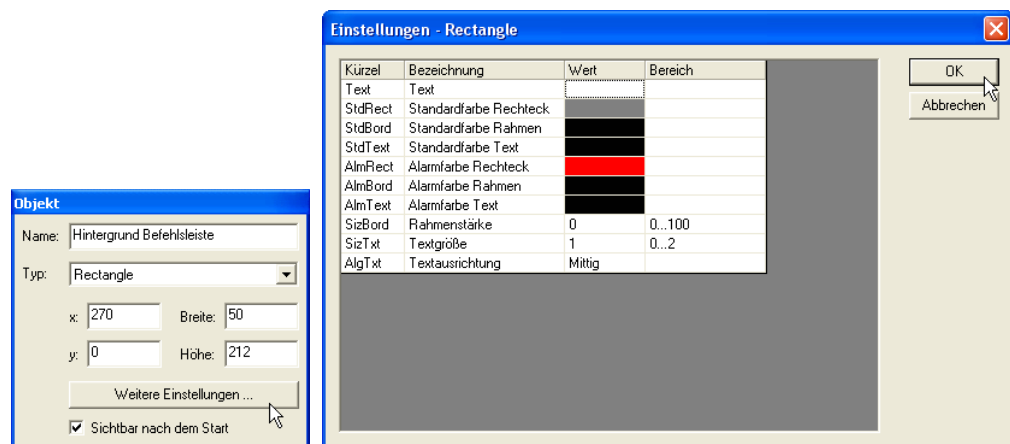 Objekt
Name: Hintergrund Befehlsleiste
Typ: Rectangle
x: 270 Breite: 50
y: 0 Höhe: 212
Weitere Einstellungen ...
Sichtbar nach dem Start
Einstellungen - Rectangle
Kürzel Bezeichnung Wert Bereich
Text Text
StdRect Standardfarbe Rechteck
StdBord Standardfarbe Rahmen
StdText Standardfarbe Text
AlmRect Alarmfarbe Rechteck
AlmBord Alarmfarbe Rahmen
AlmText Alarmfarbe Text
SizBord Rahmenstärke 0 0...100
SizTxt Textgröße 1 0...2
AlgTxt Textausrichtung Mittig
OK
Abbrechen